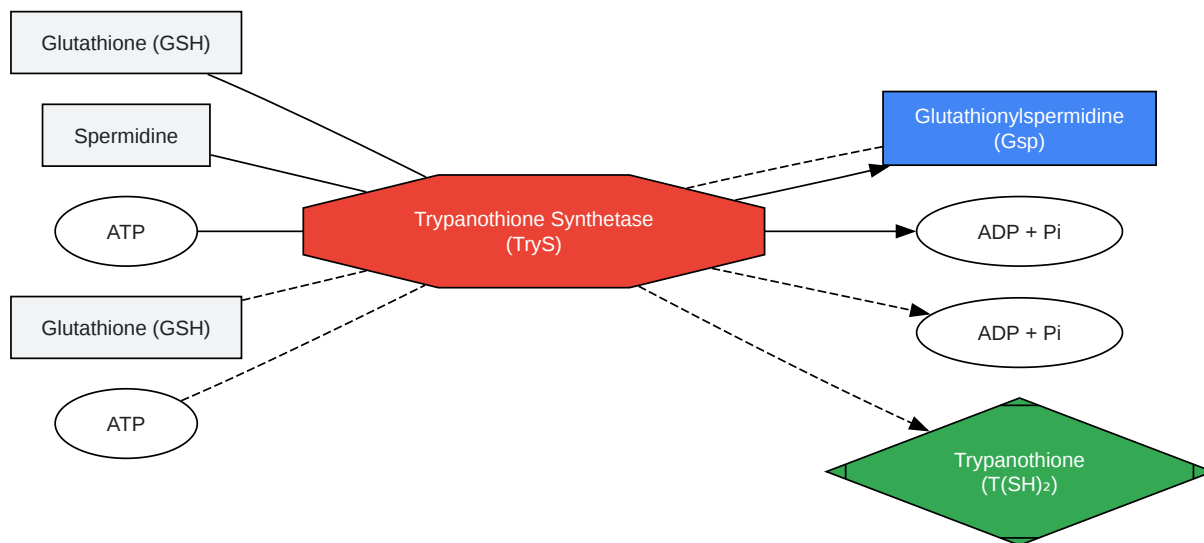 Glutathione (GSH)
Spermidine
ATP
Glutathione (GSH)
ATP
Trypanothione Synthetase
(TryS)
Glutathionylspermidine
(Gsp)
ADP + Pi
ADP + Pi
Trypanothione
(T(SH)₂)